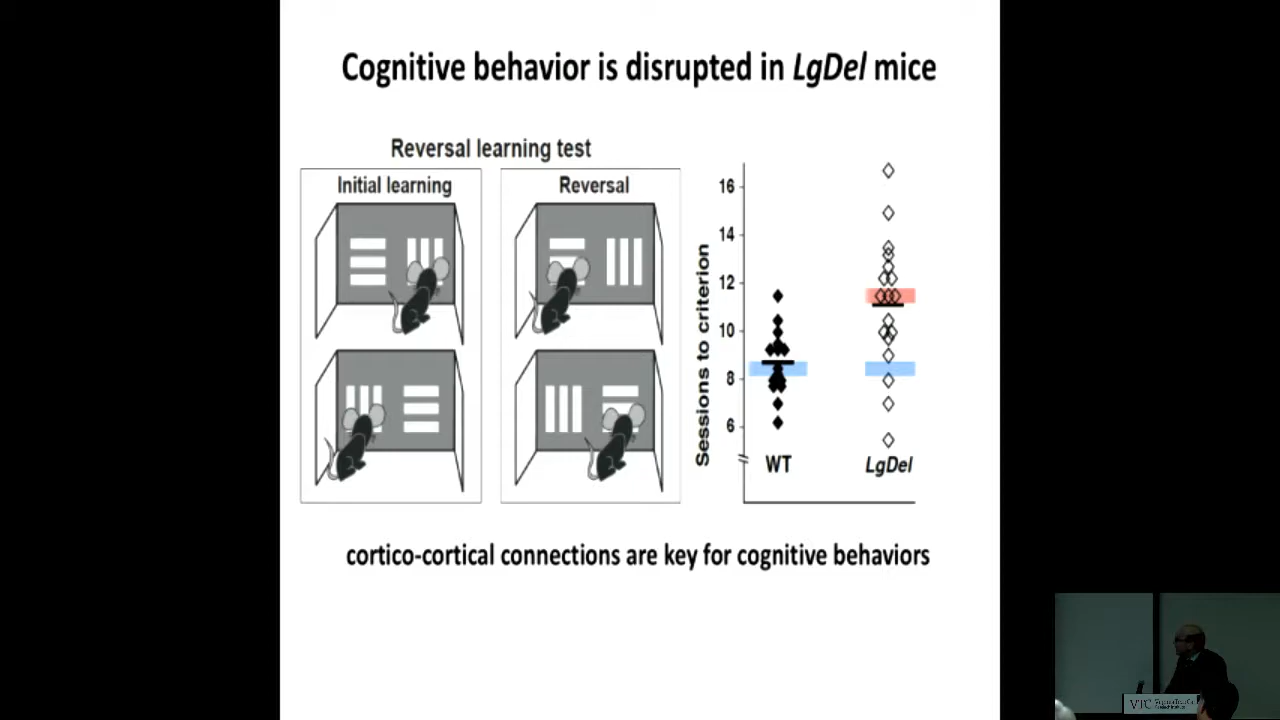 Cognitive behavior is disrupted in LgDel mice
Reversal learning test
Initial learning
Reversal
Sessions to criterion
16
14
12
10
8
6
WT
LgDel
cortico-cortical connections are key for cognitive behaviors
VTC